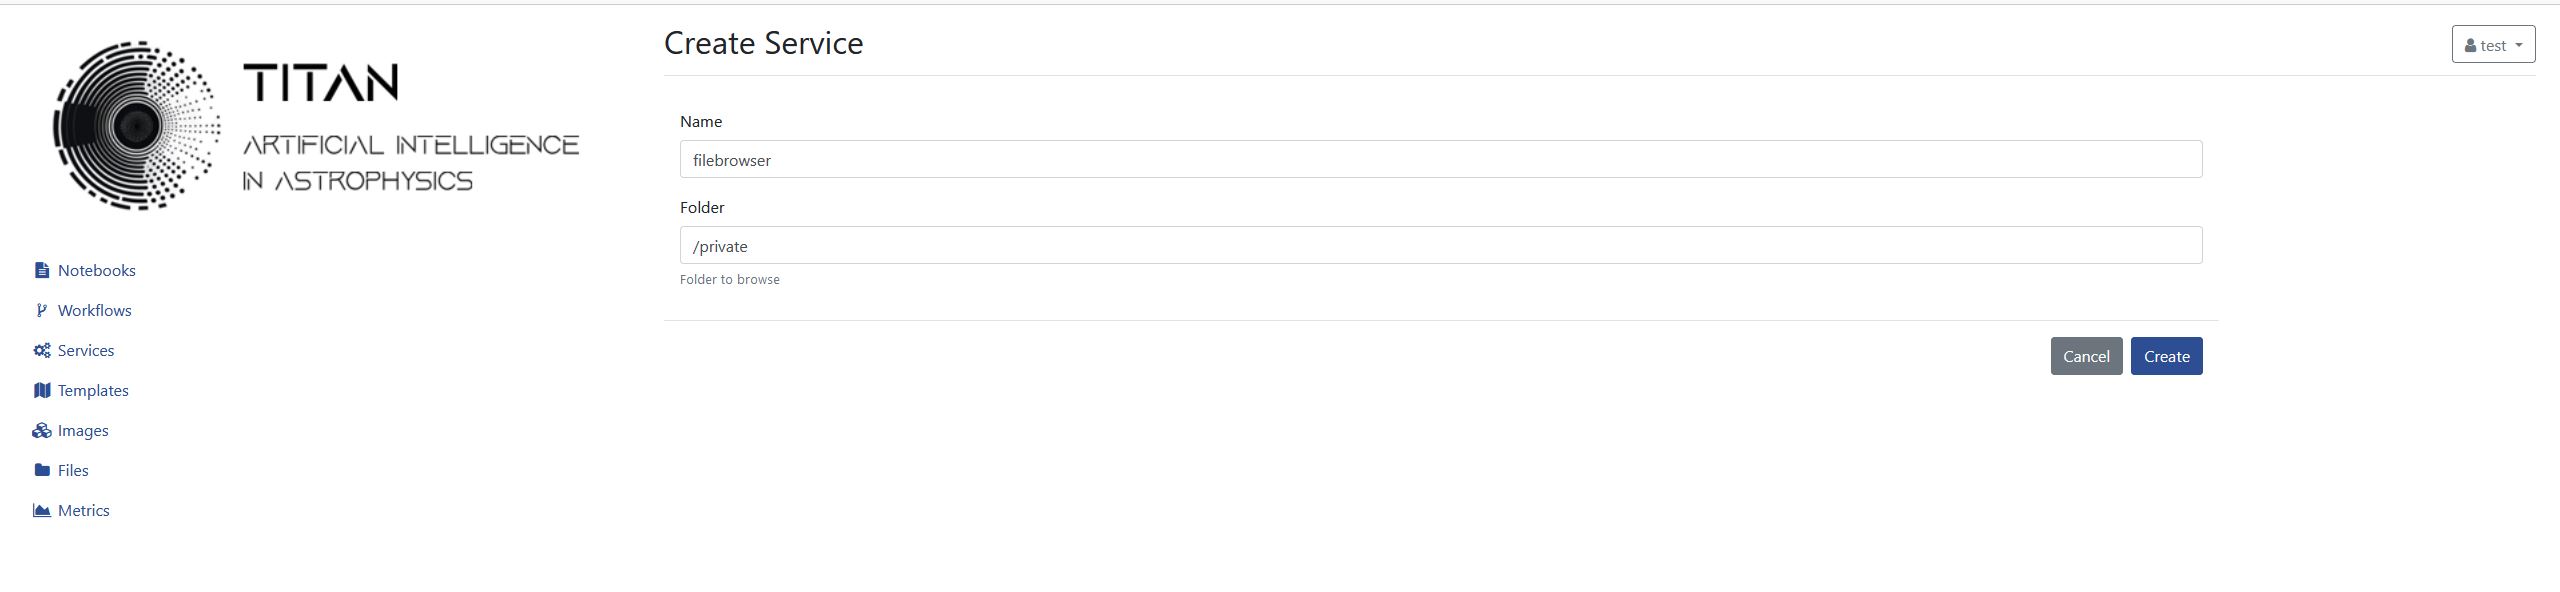 TITAN
ARTIFICIAL INTELLIGENCE
IN ASTROPHYSICS
Notebooks
Workflows
Services
Templates
Images
Files
Metrics
Create Service
test
Name
filebrowser
Folder
/private
Folder to browse
Cancel
Create